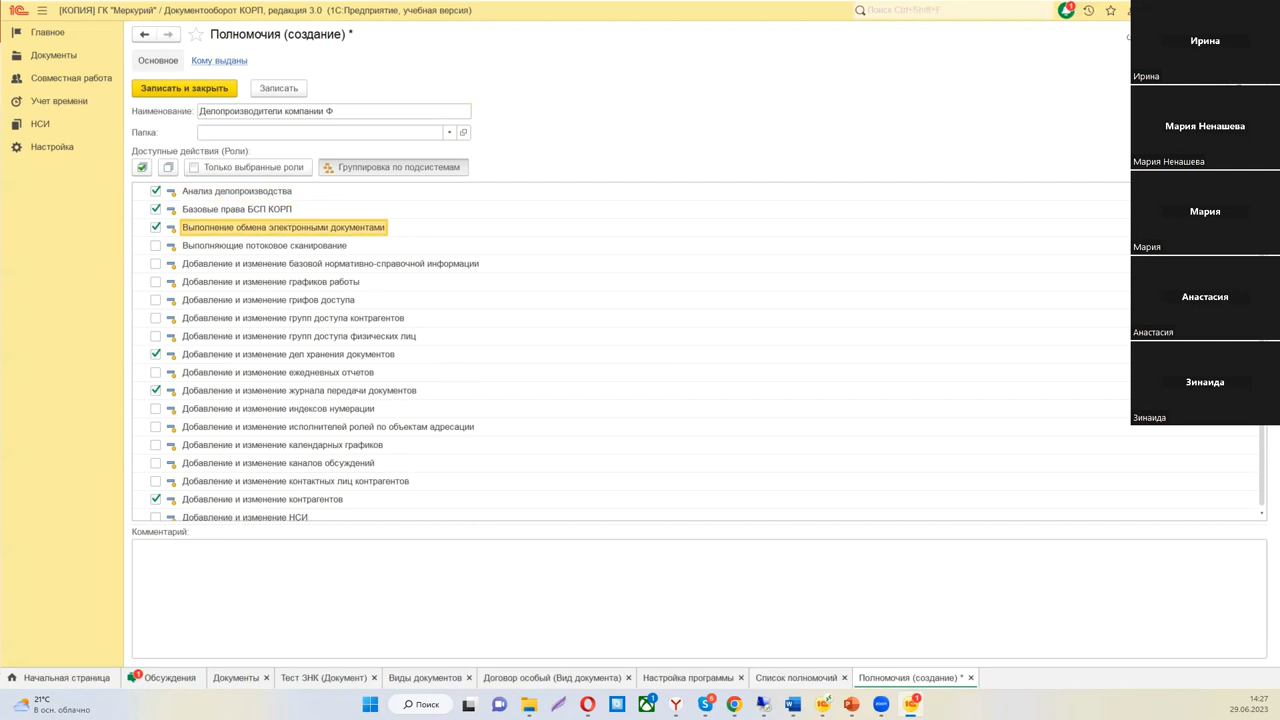 [КОПИЯ] ГК "Меркурий" / Документооборот КОРП, редакция 3.0 (1С:Предприятие, учебная версия)
Поиск Ctrl+Shift+F
1
Главное
Документы
Совместная работа
Учет времени
НСИ
Настройка
Полномочия (создание) *
Основное
Кому выданы
Записать и закрыть
Записать
Наименование:
Делопроизводители компании Ф
Папка:
Доступные действия (Роли):
Только выбранные роли
Группировка по подсистемам
Анализ делопроизводства
Базовые права БСП КОРП
Выполнение обмена электронными документами
Выполняющие потоковое сканирование
Добавление и изменение базовой нормативно-справочной информации
Добавление и изменение графиков работы
Добавление и изменение грифов доступа
Добавление и изменение групп доступа контрагентов
Добавление и изменение групп доступа физических лиц
Добавление и изменение дел хранения документов
Добавление и изменение ежедневных отчетов
Добавление и изменение журнала передачи документов
Добавление и изменение индексов нумерации
Добавление и изменение исполнителей ролей по объектам адресации
Добавление и изменение календарных графиков
Добавление и изменение каналов обсуждений
Добавление и изменение контактных лиц контрагентов
Добавление и изменение контрагентов
Добавление и изменение НСИ
Комментарий:
Ирина
Ирина
Мария Ненашева
Мария Ненашева
Мария
Мария
Анастасия
Анастасия
Зинаида
Зинаида
Начальная страница
1
Обсуждения
Документы ×
Тест ЗНК (Документ) ×
Виды документов ×
Договор особый (Вид документа) ×
Настройка программы ×
Список полномочий ×
Полномочия (создание) * ×
21°C
В осн. облачно
Поиск
1
6
1
14:27
29.06.2023